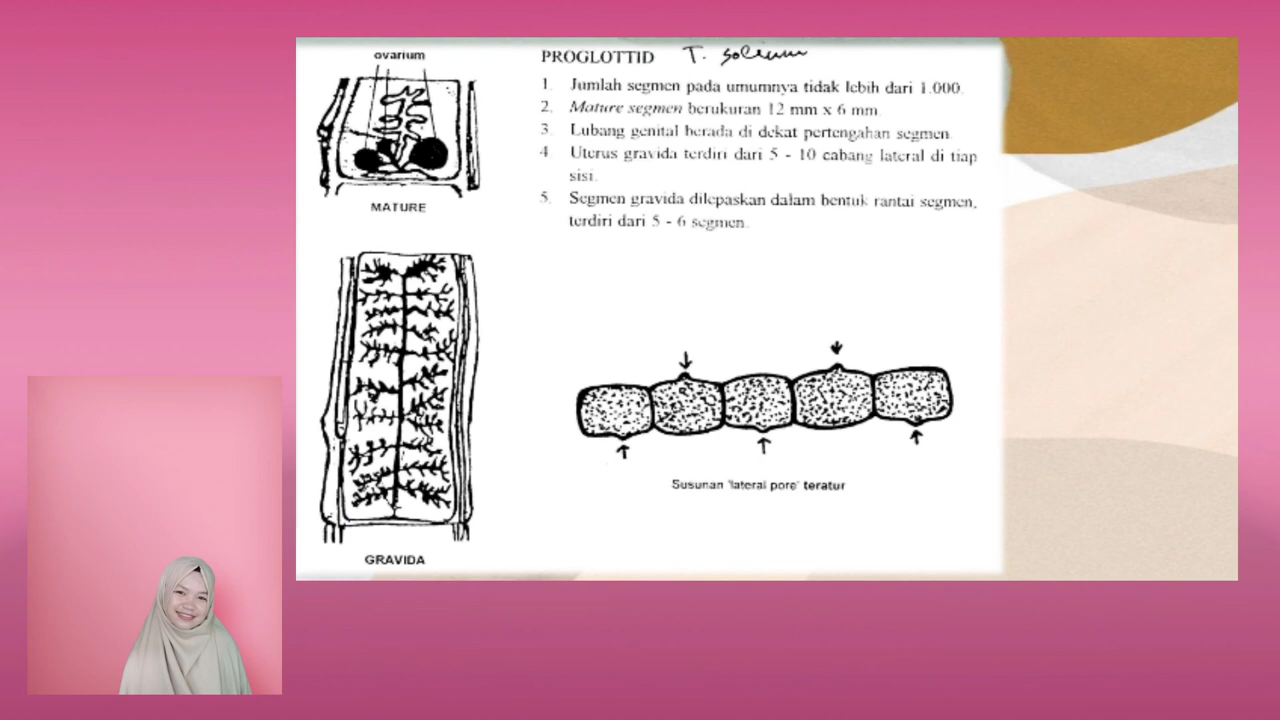 ovarium
MATURE
GRAVIDA
PROGLOTTID T. solium
1. Jumlah segmen pada umumnya tidak lebih dari 1.000.
2. Mature segmen berukuran 12 mm x 6 mm.
3. Lubang genital berada di dekat pertengahan segmen.
4. Uterus gravida terdiri dari 5 - 10 cabang lateral di tiap
sisi.
5. Segmen gravida dilepaskan dalam bentuk rantai segmen,
terdiri dari 5 - 6 segmen.
Susunan 'lateral pore' teratur